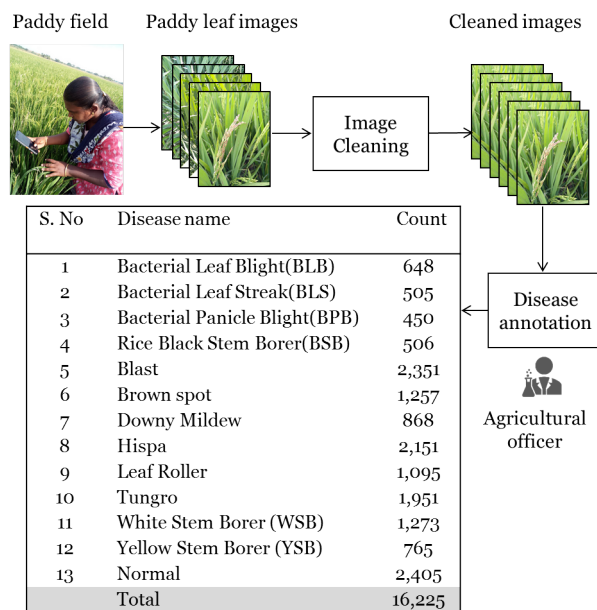 Paddy field
Paddy leaf images
Cleaned images
Image
Cleaning
Disease
annotation
Agricultural
officer
S. No Disease name Count
1 Bacterial Leaf Blight(BLB) 648
2 Bacterial Leaf Streak(BLS) 505
3 Bacterial Panicle Blight(BPB) 450
4 Rice Black Stem Borer(BSB) 506
5 Blast 2,351
6 Brown spot 1,257
7 Downy Mildew 868
8 Hispa 2,151
9 Leaf Roller 1,095
10 Tungro 1,951
11 White Stem Borer (WSB) 1,273
12 Yellow Stem Borer (YSB) 765
13 Normal 2,405
Total 16,225